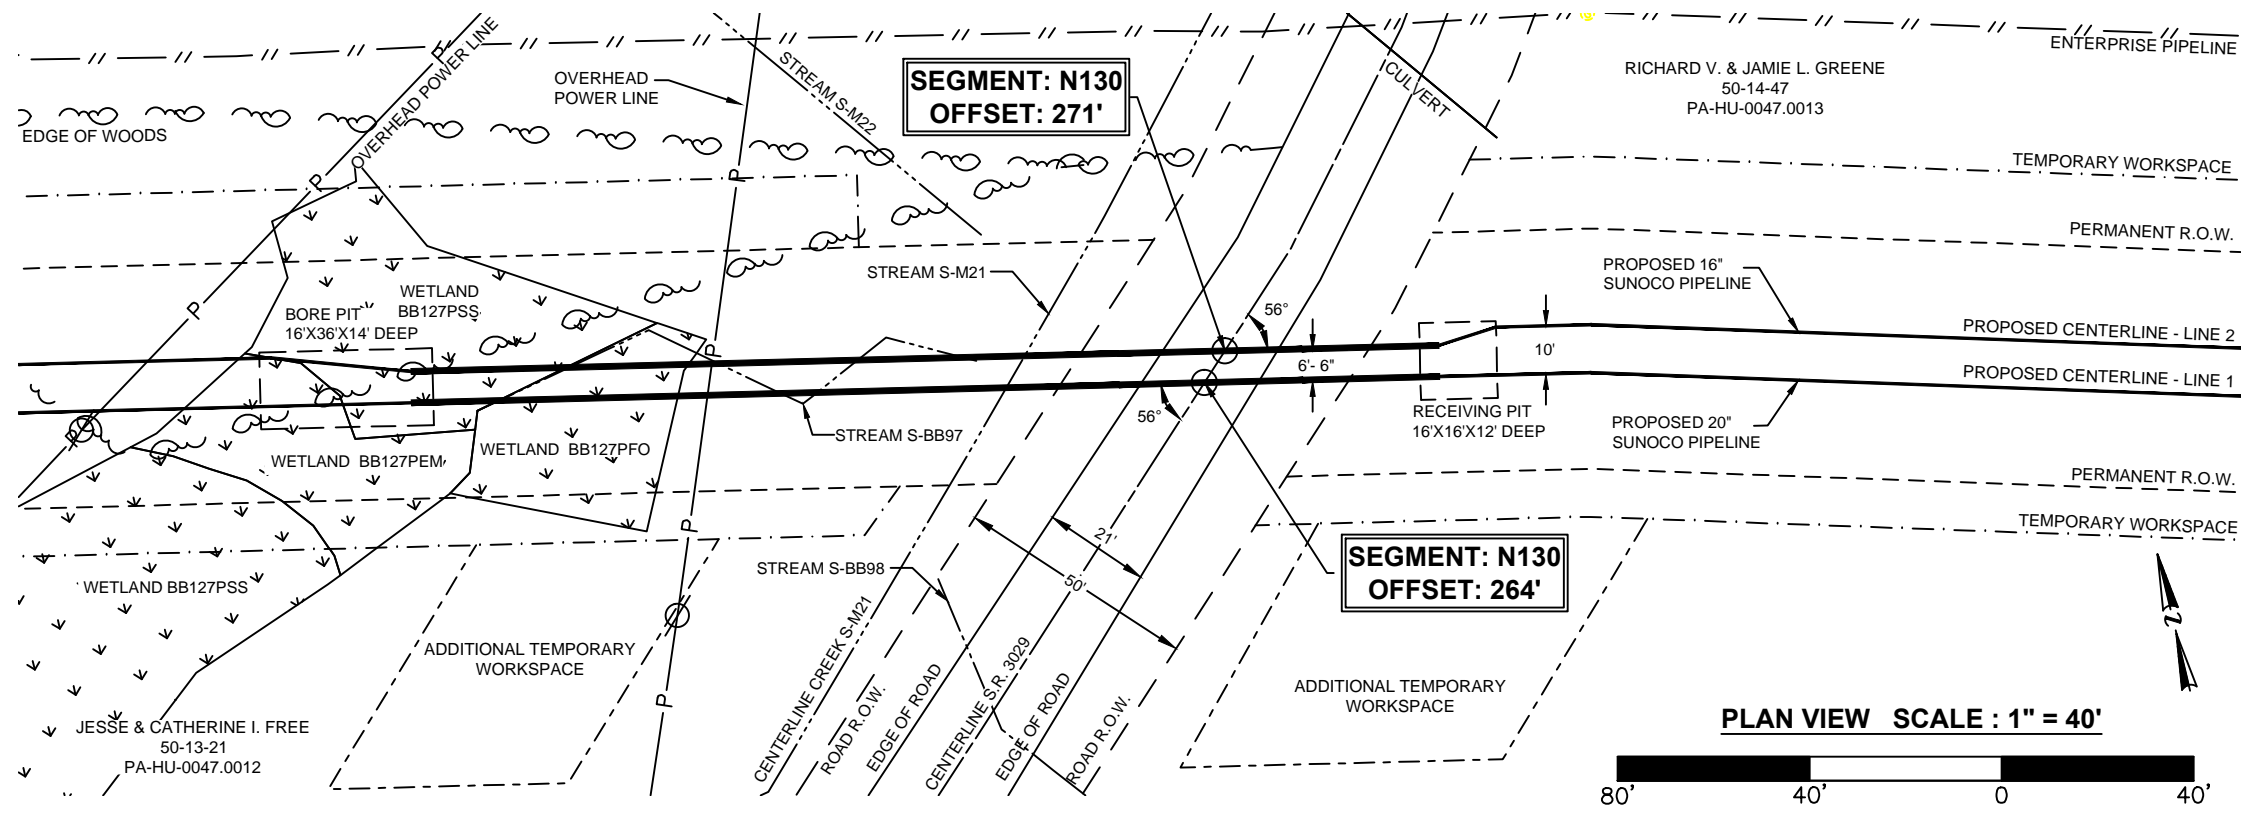 ENTERPRISE PIPELINE
RICHARD V. & JAMIE L. GREENE
50-14-47
PA-HU-0047.0013
OVERHEAD POWER LINE
OVERHEAD
POWER LINE
STREAM S-M22
SEGMENT: N130
OFFSET: 271'
CULVERT
EDGE OF WOODS
P
P
P
P
TEMPORARY WORKSPACE
PERMANENT R.O.W.
STREAM S-M21
PROPOSED 16"
SUNOCO PIPELINE
WETLAND
BB127PSS
BORE PIT
16'X36'X14' DEEP
P
56°
PROPOSED CENTERLINE - LINE 2
10'
6'- 6"
PROPOSED CENTERLINE - LINE 1
56°
RECEIVING PIT
16'X16'X12' DEEP
PROPOSED 20"
SUNOCO PIPELINE
STREAM S-BB97
P
WETLAND BB127PEM
WETLAND BB127PFO
PERMANENT R.O.W.
P
TEMPORARY WORKSPACE
21'
50'
SEGMENT: N130
OFFSET: 264'
STREAM S-BB98
WETLAND BB127PSS
n
ADDITIONAL TEMPORARY
WORKSPACE
P
ADDITIONAL TEMPORARY
WORKSPACE
CENTERLINE CREEK S-M21
ROAD R.O.W.
EDGE OF ROAD
CENTERLINE S.R. 3029
EDGE OF ROAD
ROAD R.O.W.
JESSE & CATHERINE I. FREE
50-13-21
PA-HU-0047.0012
PLAN VIEW SCALE : 1" = 40'
80' 40' 0 40'